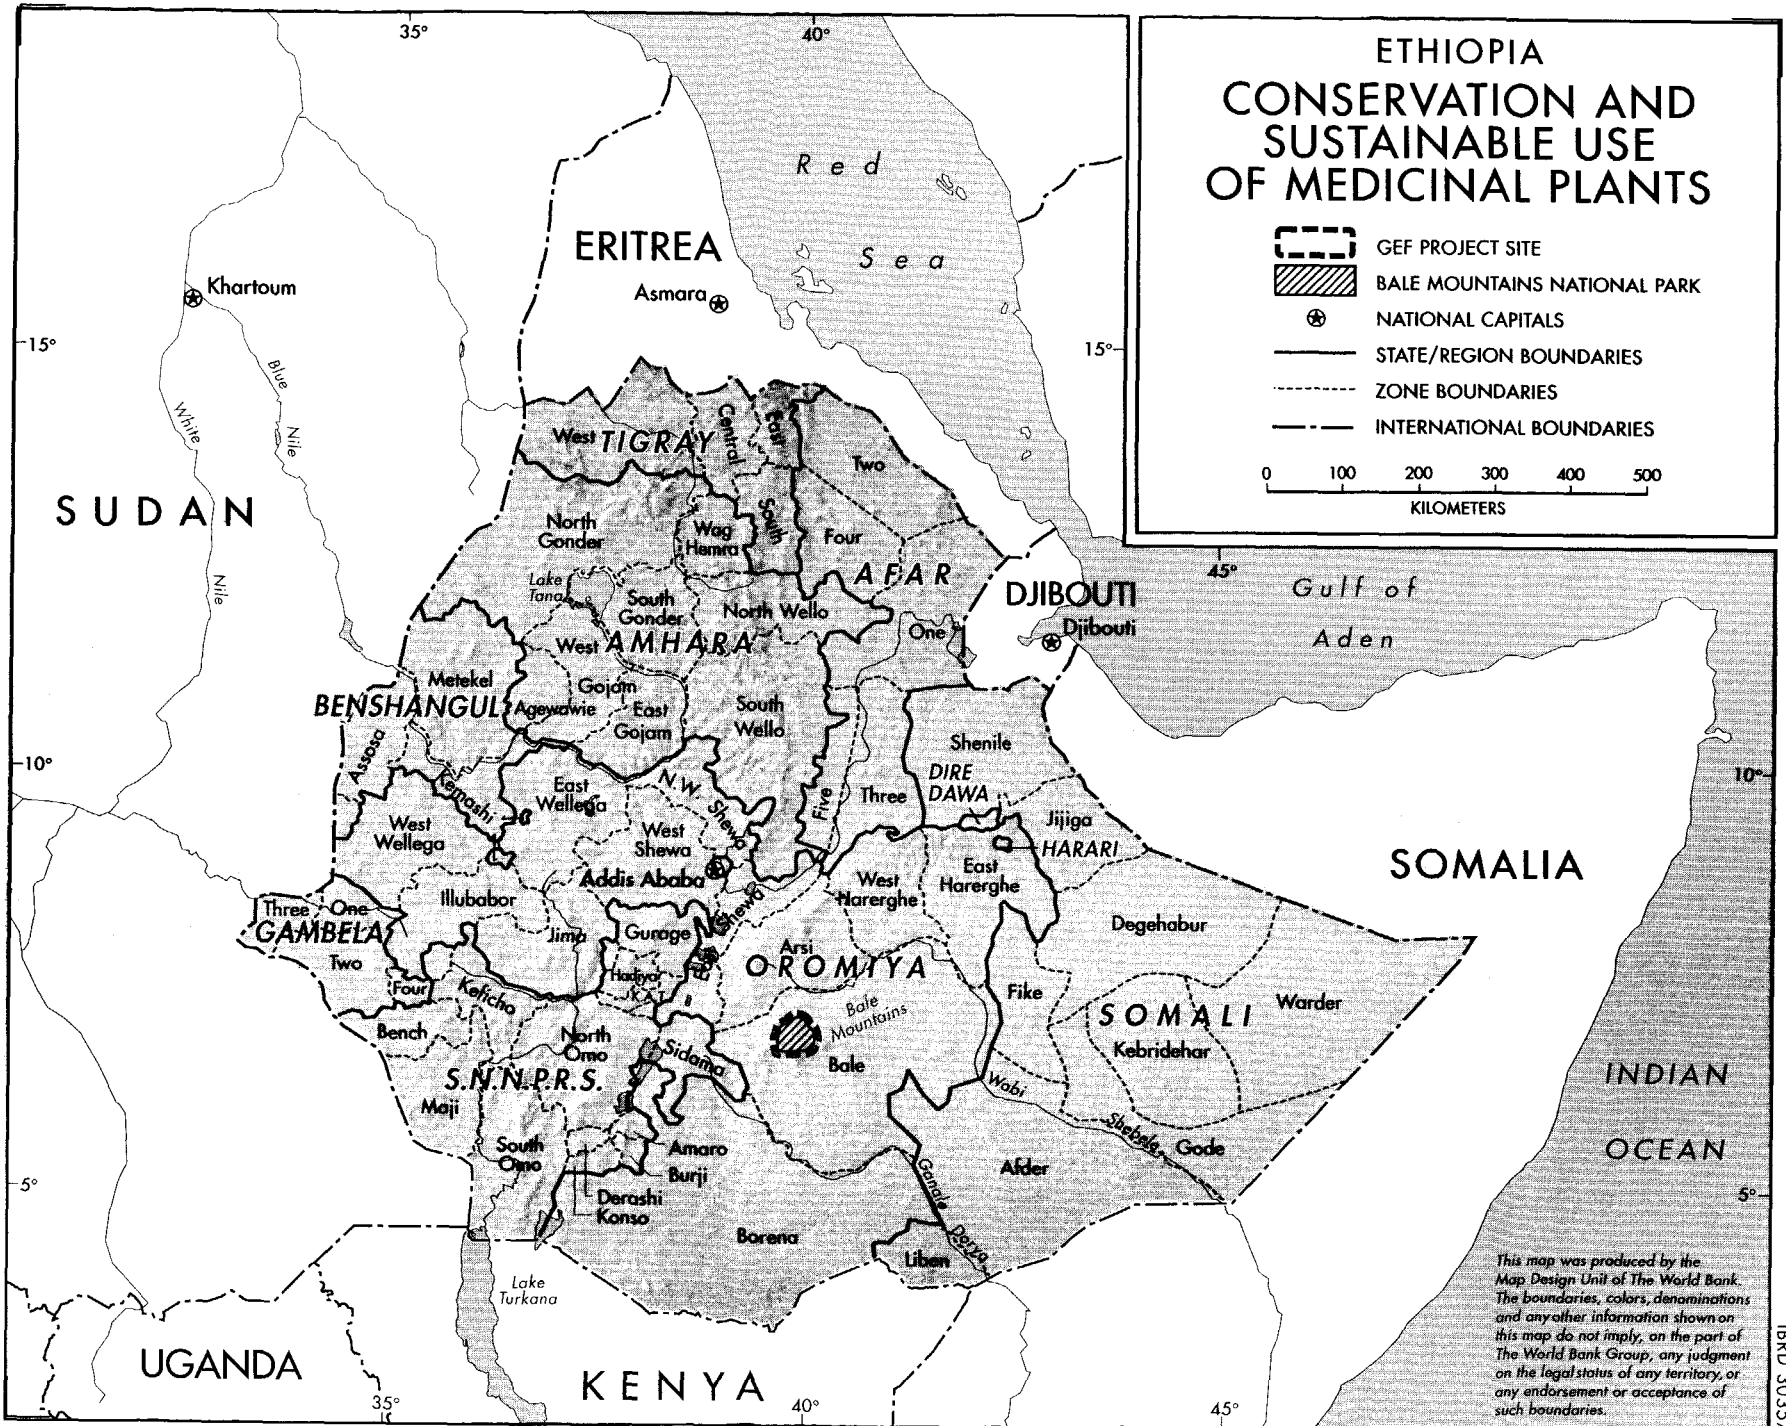 35°
40°
ETHIOPIA
CONSERVATION AND
SUSTAINABLE USE
OF MEDICINAL PLANTS
GEF PROJECT SITE
BALE MOUNTAINS NATIONAL PARK
NATIONAL CAPITALS
STATE/REGION BOUNDARIES
ZONE BOUNDARIES
INTERNATIONAL BOUNDARIES
0 100 200 300 400 500
KILOMETERS
Red
Sea
ERITREA
Asmara
Khartoum
15°
15°
Blue
Nile
White
Nile
SUDAN
West
TIGRAY
Central
East
South
Two
Four
AFAR
One
Three
Five
North
Gonder
Wag
Hemra
Lake
Tana
South
Gonder
North Wello
West
AMHARA
Gojam
Agewawie
East
Gojam
South
Wello
DJIBOUTI
Djibouti
45°
Gulf of
Aden
Metekel
BENSHANGUL
Assosa
Kemashi
10°
10°
East
Wellega
N.W. Shewa
West
Shewa
West
Wellega
Addis Ababa
Shewa
East
Illubabor
Jima
Shenile
DIRE
DAWA
Jijiga
HARARI
East
Harerghe
West
Harerghe
SOMALIA
Three
One
GAMBELA
Two
Four
Gurage
Hadiya
K.A.T.
Arsi
OROMIYA
Bale
Mountains
Bale
Degehabur
Fike
SOMALI
Warder
Kebridehar
Keficho
Bench
North
Omo
Sidama
S.N.N.P.R.S.
Maji
South
Omo
Amaro
Burji
Derashi
Konso
Wabi
Shebele
Gode
Afder
Ganale
Dorya
Borena
Liben
INDIAN
OCEAN
5°
5°
Lake
Turkana
UGANDA
KENYA
35°
40°
45°
This map was produced by the
Map Design Unit of The World Bank.
The boundaries, colors, denominations
and any other information shown on
this map do not imply, on the part of
The World Bank Group, any judgment
on the legal status of any territory, or
any endorsement or acceptance of
such boundaries.
IBRD